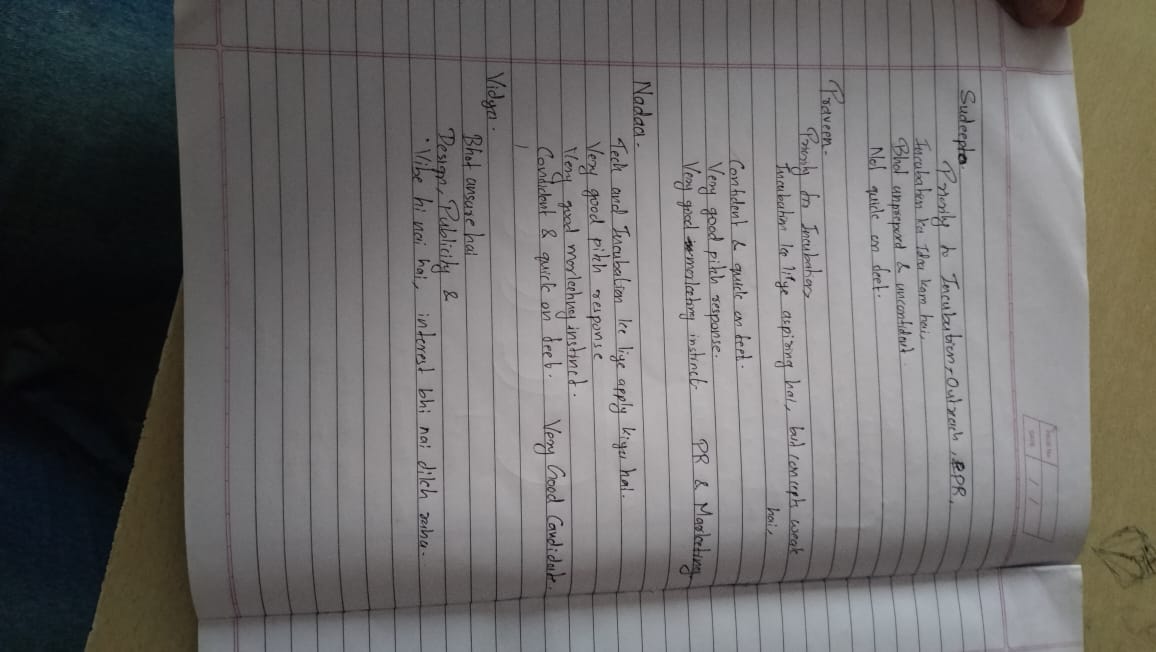 Page No.
Date / /
Sudeepta.
Priority to Incubation, Outreach, PR,
Incubation ka Idea kam hai,
Bhot unprepared & unconfident
Not quick on feet.
Praveen.
Priority for Incubation
Incubation ke liye aspiring hai, but concepts weak
hai,
Confident & quick on feet.
Very good pitch response.
Very good marketing instinct. PR & Marketing
Nadaa.
Tech and Incubation ke liye apply kiya hai.
Very good pitch response
Very good marketing instinct.
Confident & quick on feet. Very Good Candidate.
Vidya.
Bhot unsure hai
Design, Publicity &
Vibe hi nai hai, interest bhi nai dikh raha.